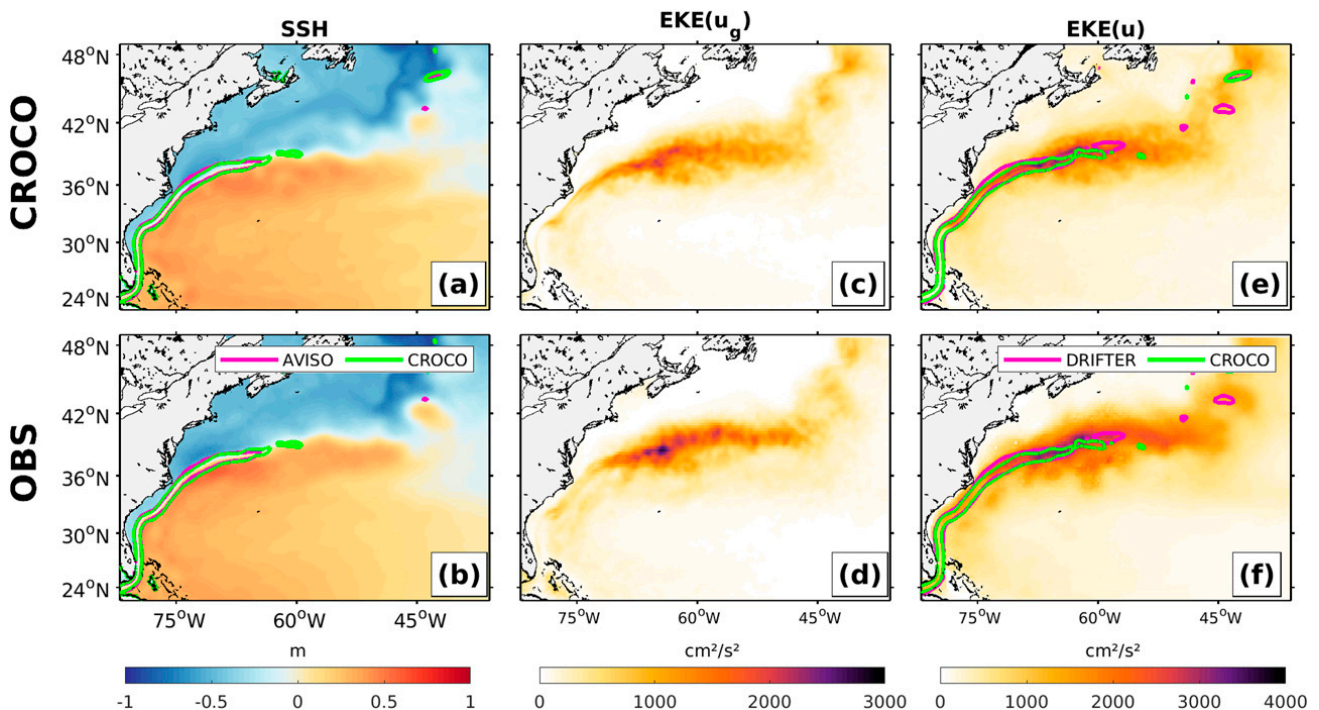 SSH
EKE(u_g)
EKE(u)
CROCO
48°N
42°N
36°N
30°N
24°N
(a)
(c)
(e)
OBS
48°N
42°N
36°N
30°N
24°N
AVISO CROCO
DRIFTER CROCO
(b)
(d)
(f)
75°W 60°W 45°W
75°W 60°W 45°W
75°W 60°W 45°W
m
cm²/s²
cm²/s²
-1 -0.5 0 0.5 1
0 1000 2000 3000
0 1000 2000 3000 4000